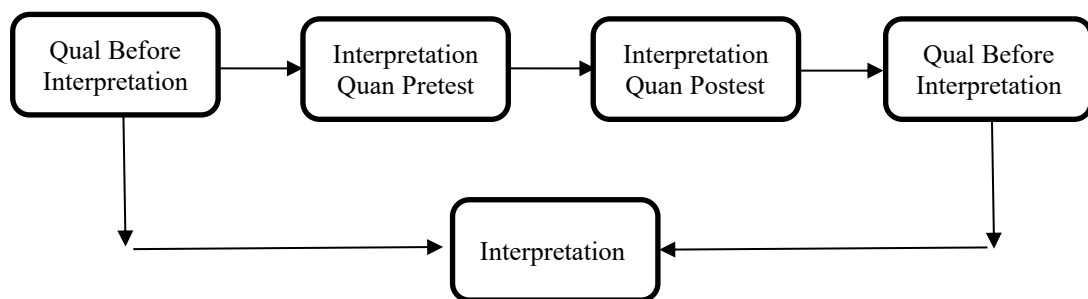 Qual Before
Interpretation
Interpretation
Quan Pretest
Interpretation
Quan Postest
Qual Before
Interpretation
Interpretation